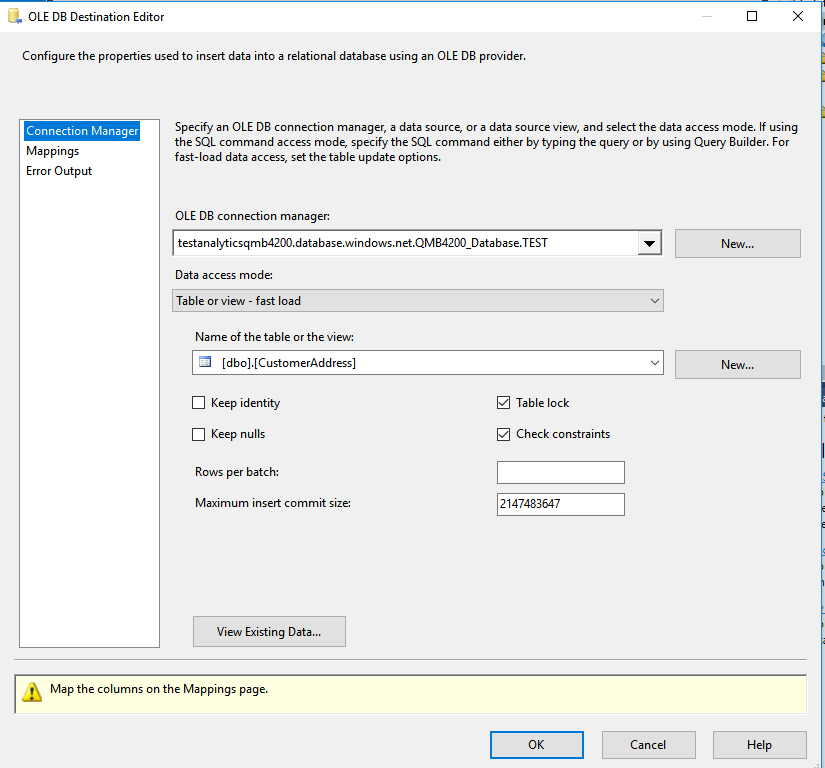 OLE DB Destination Editor
Configure the properties used to insert data into a relational database using an OLE DB provider.
Connection Manager
Mappings
Error Output
Specify an OLE DB connection manager, a data source, or a data source view, and select the data access mode. If using
the SQL command access mode, specify the SQL command either by typing the query or by using Query Builder. For
fast-load data access, set the table update options.
OLE DB connection manager:
testanalyticsqmb4200.database.windows.net.QMB4200_Database.TEST
New...
Data access mode:
Table or view - fast load
Name of the table or the view:
[dbo].[CustomerAddress]
New...
Keep identity
Table lock
Keep nulls
Check constraints
Rows per batch:
Maximum insert commit size:
2147483647
View Existing Data...
Map the columns on the Mappings page.
OK
Cancel
Help